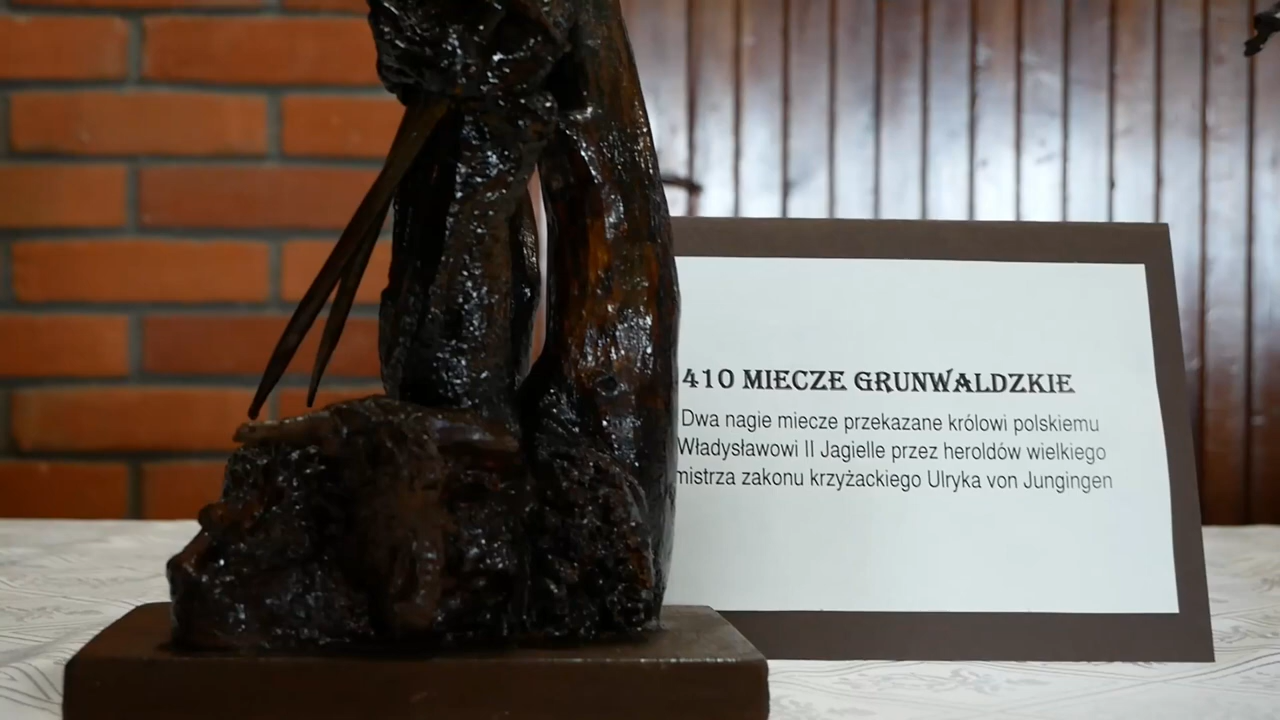 410 MIECZE GRUNWALDZKIE
Dwa nagie miecze przekazane królowi polskiemu
Władysławowi II Jagielle przez heroldów wielkiego
mistrza zakonu krzyżackiego Ulryka von Jungingen